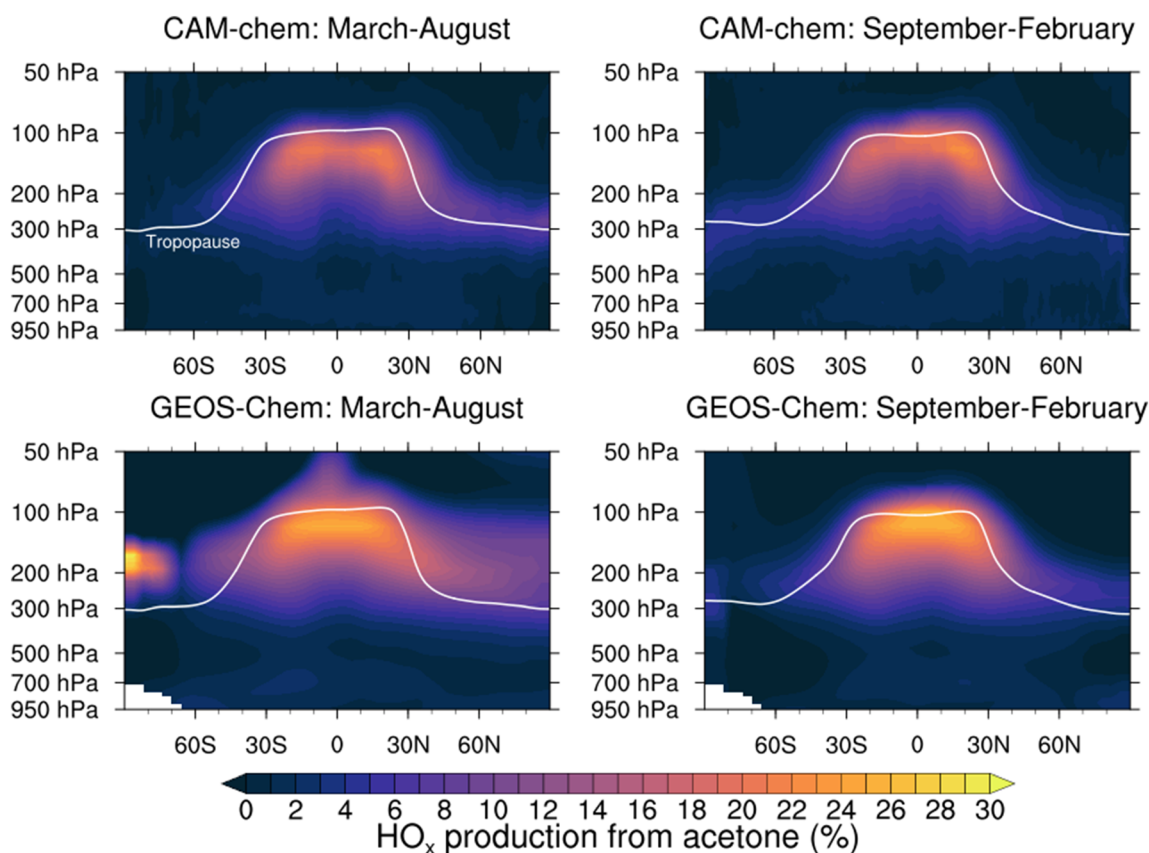 CAM-chem: March-August
CAM-chem: September-February
50 hPa
100 hPa
200 hPa
300 hPa
500 hPa
700 hPa
950 hPa
Tropopause
60S 30S 0 30N 60N
50 hPa
100 hPa
200 hPa
300 hPa
500 hPa
700 hPa
950 hPa
60S 30S 0 30N 60N
GEOS-Chem: March-August
GEOS-Chem: September-February
50 hPa
100 hPa
200 hPa
300 hPa
500 hPa
700 hPa
950 hPa
60S 30S 0 30N 60N
50 hPa
100 hPa
200 hPa
300 hPa
500 hPa
700 hPa
950 hPa
60S 30S 0 30N 60N
0 2 4 6 8 10 12 14 16 18 20 22 24 26 28 30
HOₓ production from acetone (%)